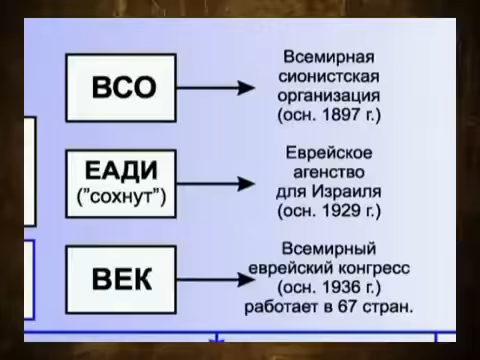 ВСО
Всемирная
сионистская
организация
(осн. 1897 г.)
ЕАДИ
("сохнут")
Еврейское
агенство
для Израиля
(осн. 1929 г.)
ВЕК
Всемирный
еврейский конгресс
(осн. 1936 г.)
работает в 67 стран.